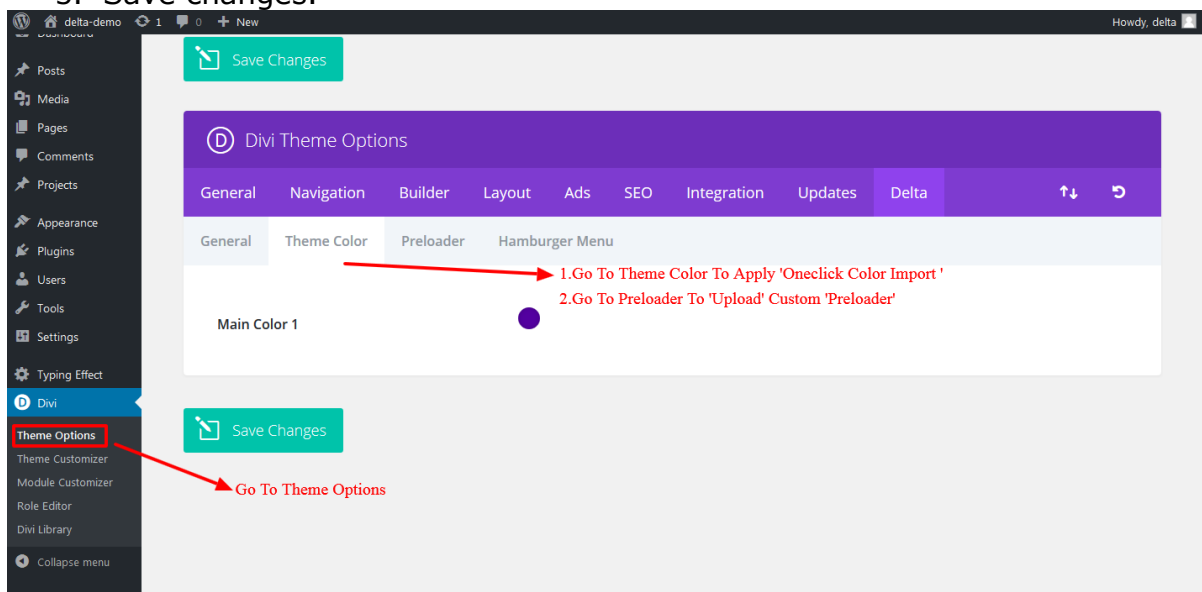 Save changes.
delta-demo 1 0 + New Howdy, delta
Dashboard
Posts
Media
Pages
Comments
Projects
Appearance
Plugins
Users
Tools
Settings
Typing Effect
Divi
Theme Options
Theme Customizer
Module Customizer
Role Editor
Divi Library
Collapse menu
Save Changes
D Divi Theme Options
General Navigation Builder Layout Ads SEO Integration Updates Delta
General Theme Color Preloader Hamburger Menu
1.Go To Theme Color To Apply 'Oneclick Color Import '
2.Go To Preloader To 'Upload' Custom 'Preloader'
Main Color 1
Save Changes
Go To Theme Options